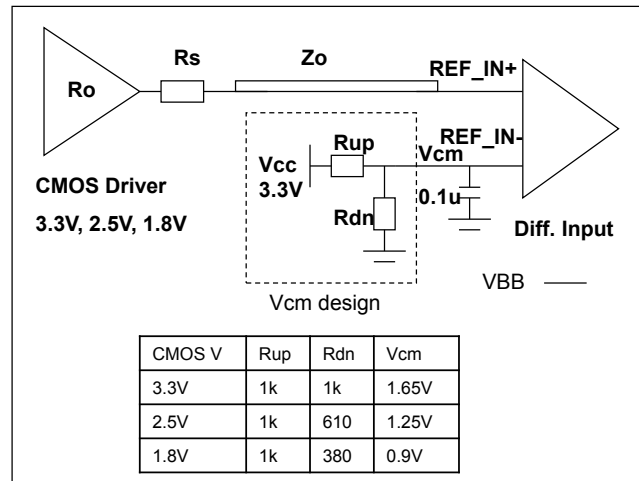 Rs
Zo
REF_IN+
Ro
REF_IN-
Rup
Vcm
Vcc
3.3V
0.1u
Rdn
CMOS Driver
3.3V, 2.5V, 1.8V
Diff. Input
VBB
Vcm design
CMOS V Rup Rdn Vcm
3.3V 1k 1k 1.65V
2.5V 1k 610 1.25V
1.8V 1k 380 0.9V